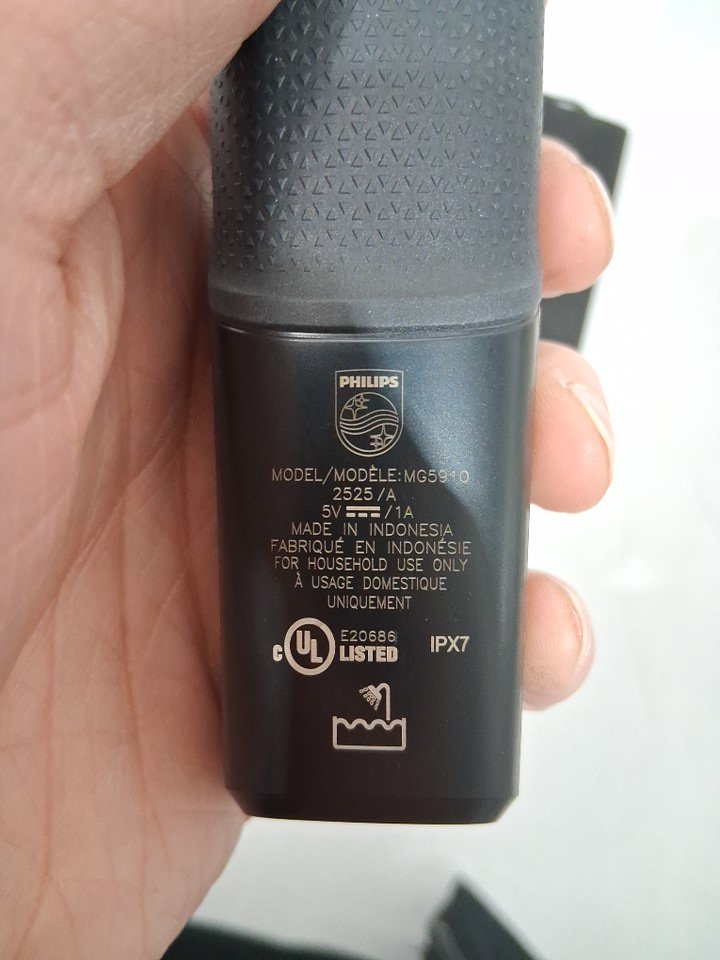 PHILIPS
MODEL/MODÈLE:MG5910
2525/A
5V ⎓/1A
MADE IN INDONESIA
FABRIQUÉ EN INDONÉSIE
FOR HOUSEHOLD USE ONLY
À USAGE DOMESTIQUE
UNIQUEMENT
C UL E20686
LISTED
IPX7